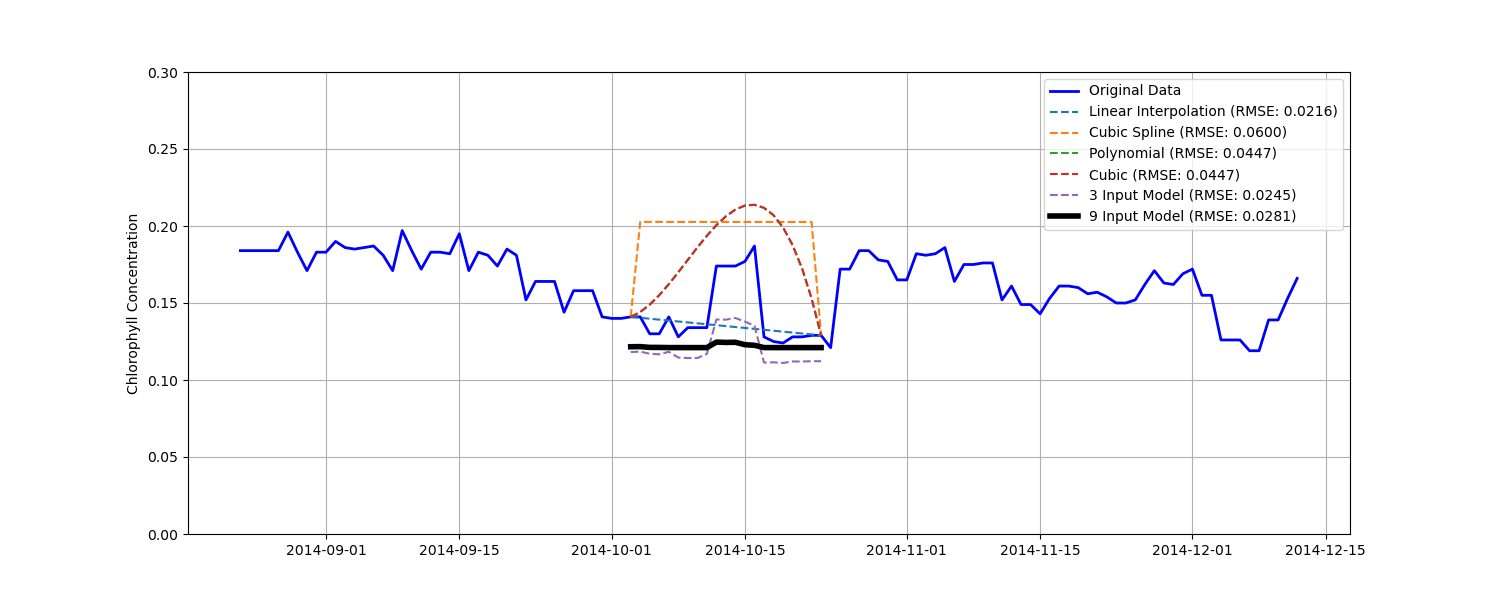 0.30
0.25
0.20
0.15
0.10
0.05
0.00
Chlorophyll Concentration
Original Data
Linear Interpolation (RMSE: 0.0216)
Cubic Spline (RMSE: 0.0600)
Polynomial (RMSE: 0.0447)
Cubic (RMSE: 0.0447)
3 Input Model (RMSE: 0.0245)
9 Input Model (RMSE: 0.0281)
2014-09-01 2014-09-15 2014-10-01 2014-10-15 2014-11-01 2014-11-15 2014-12-01 2014-12-15